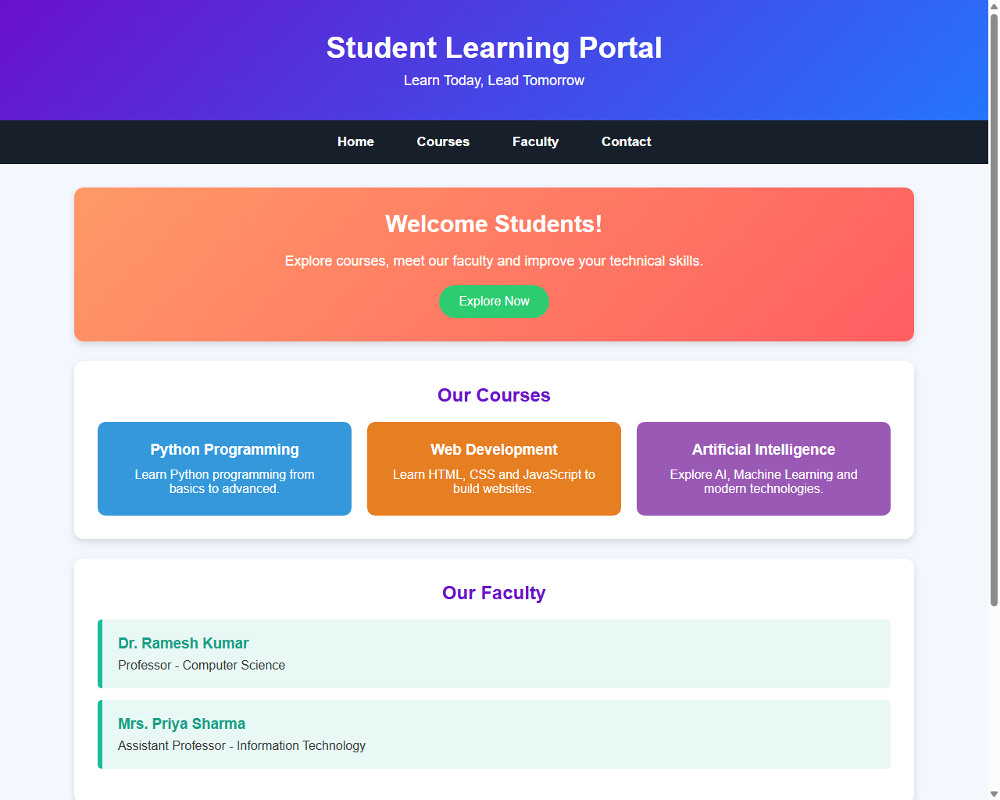 Student Learning Portal
Learn Today, Lead Tomorrow
Home Courses Faculty Contact
Welcome Students!
Explore courses, meet our faculty and improve your technical skills.
Explore Now
Our Courses
Python Programming
Learn Python programming from
basics to advanced.
Web Development
Learn HTML, CSS and JavaScript to
build websites.
Artificial Intelligence
Explore AI, Machine Learning and
modern technologies.
Our Faculty
Dr. Ramesh Kumar
Professor - Computer Science
Mrs. Priya Sharma
Assistant Professor - Information Technology